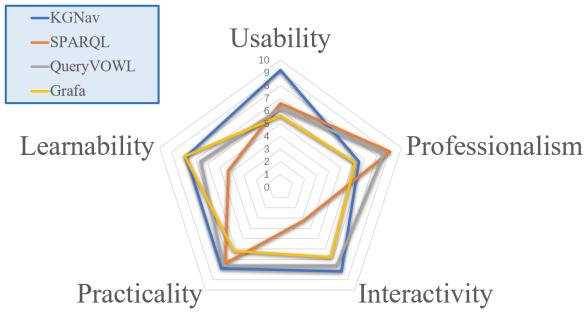 KGNav
SPARQL
QueryVOWL
Grafa
Usability
10
9
8
7
6
5
4
3
2
1
0
Learnability
Professionalism
Practicality
Interactivity